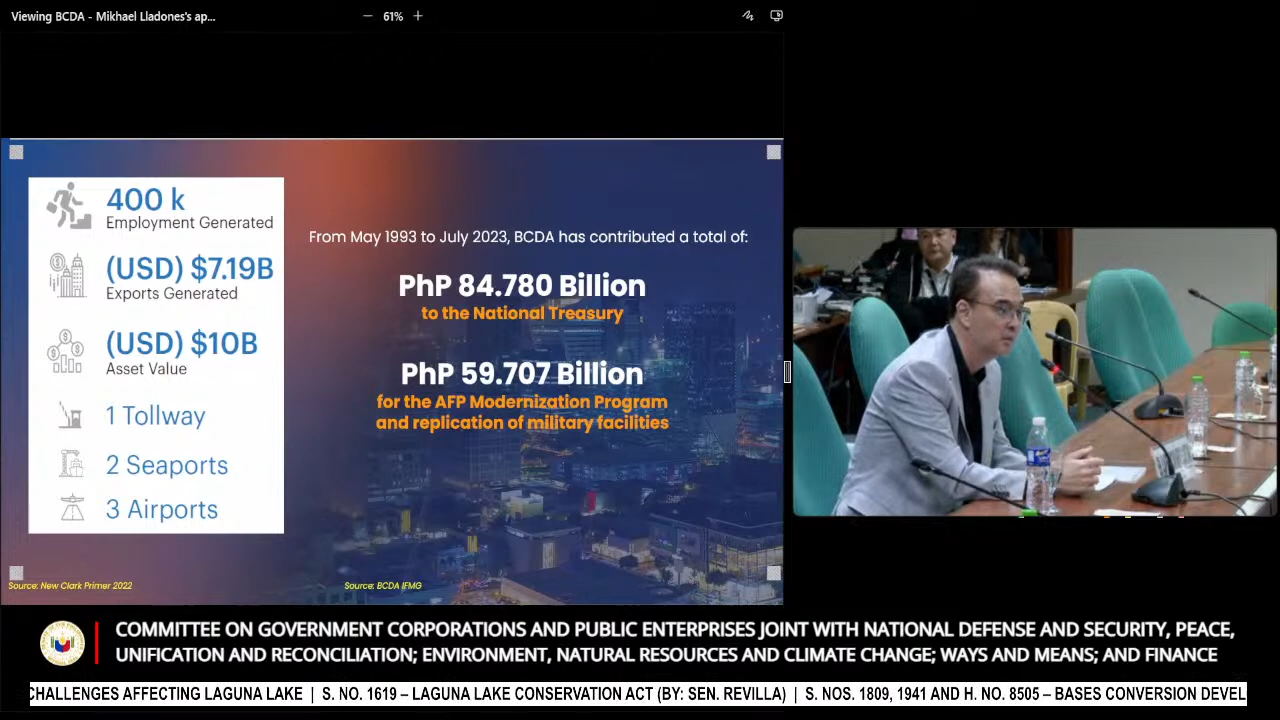 Viewing BCDA - Mikhael Lladones's ap...
61%
400 k
Employment Generated
(USD) $7.19B
Exports Generated
(USD) $10B
Asset Value
1 Tollway
2 Seaports
3 Airports
Source: New Clark Primer 2022
From May 1993 to July 2023, BCDA has contributed a total of:
PhP 84.780 Billion
to the National Treasury
PhP 59.707 Billion
for the AFP Modernization Program
and replication of military facilities
Source: BCDA IFMG
COMMITTEE ON GOVERNMENT CORPORATIONS AND PUBLIC ENTERPRISES JOINT WITH NATIONAL DEFENSE AND SECURITY, PEACE,
UNIFICATION AND RECONCILIATION; ENVIRONMENT, NATURAL RESOURCES AND CLIMATE CHANGE; WAYS AND MEANS; AND FINANCE
CHALLENGES AFFECTING LAGUNA LAKE | S. NO. 1619 – LAGUNA LAKE CONSERVATION ACT (BY: SEN. REVILLA) | S. NOS. 1809, 1941 AND H. NO. 8505 – BASES CONVERSION DEVEL